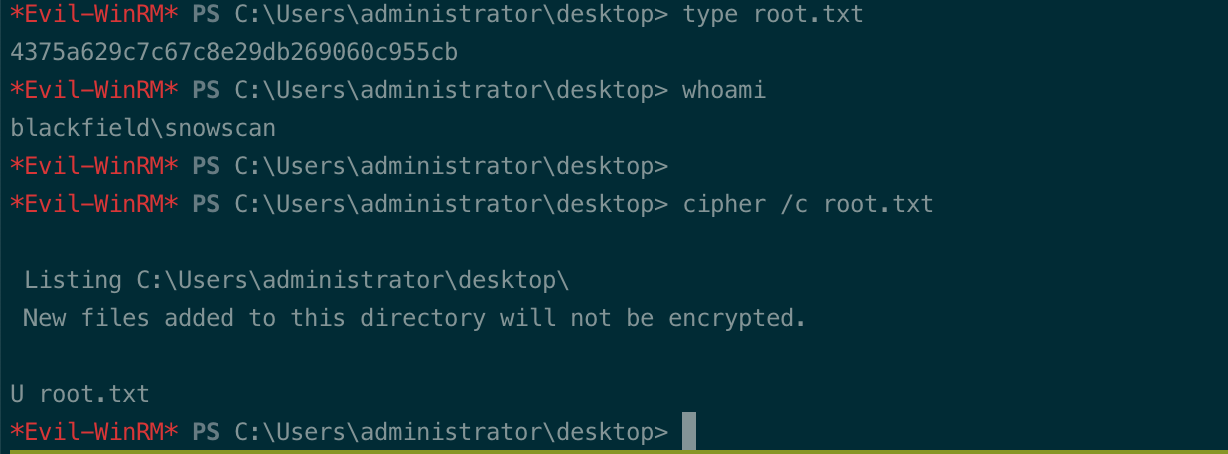 *Evil-WinRM* PS C:\Users\administrator\desktop> type root.txt
4375a629c7c67c8e29db269060c955cb
*Evil-WinRM* PS C:\Users\administrator\desktop> whoami
blackfield\snowscan
*Evil-WinRM* PS C:\Users\administrator\desktop>
*Evil-WinRM* PS C:\Users\administrator\desktop> cipher /c root.txt
Listing C:\Users\administrator\desktop\
New files added to this directory will not be encrypted.
U root.txt
*Evil-WinRM* PS C:\Users\administrator\desktop>